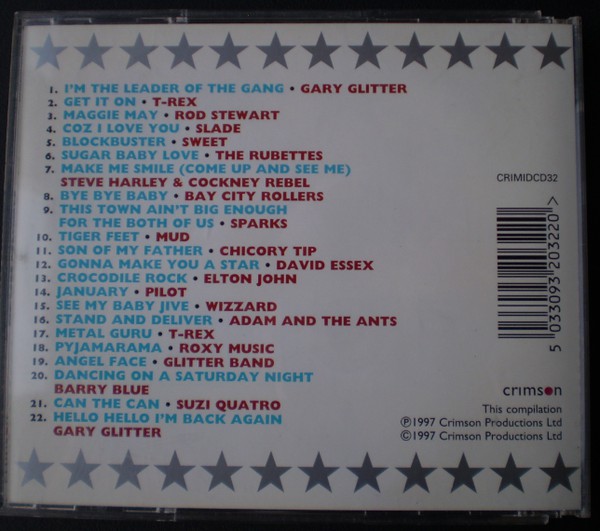 1. I'M THE LEADER OF THE GANG • GARY GLITTER
2. GET IT ON • T-REX
3. MAGGIE MAY • ROD STEWART
4. COZ I LOVE YOU • SLADE
5. BLOCKBUSTER • SWEET
6. SUGAR BABY LOVE • THE RUBETTES
7. MAKE ME SMILE (COME UP AND SEE ME)
STEVE HARLEY & COCKNEY REBEL
8. BYE BYE BABY • BAY CITY ROLLERS
9. THIS TOWN AIN'T BIG ENOUGH
FOR THE BOTH OF US • SPARKS
10. TIGER FEET • MUD
11. SON OF MY FATHER • CHICORY TIP
12. GONNA MAKE YOU A STAR • DAVID ESSEX
13. CROCODILE ROCK • ELTON JOHN
14. JANUARY • PILOT
15. SEE MY BABY JIVE • WIZZARD
16. STAND AND DELIVER • ADAM AND THE ANTS
17. METAL GURU • T-REX
18. PYJAMARAMA • ROXY MUSIC
19. ANGEL FACE • GLITTER BAND
20. DANCING ON A SATURDAY NIGHT
BARRY BLUE
21. CAN THE CAN • SUZI QUATRO
22. HELLO HELLO I'M BACK AGAIN
GARY GLITTER
CRIMIDCD32
5 033093 203220 >
crimson
This compilation
℗1997 Crimson Productions Ltd
©1997 Crimson Productions Ltd